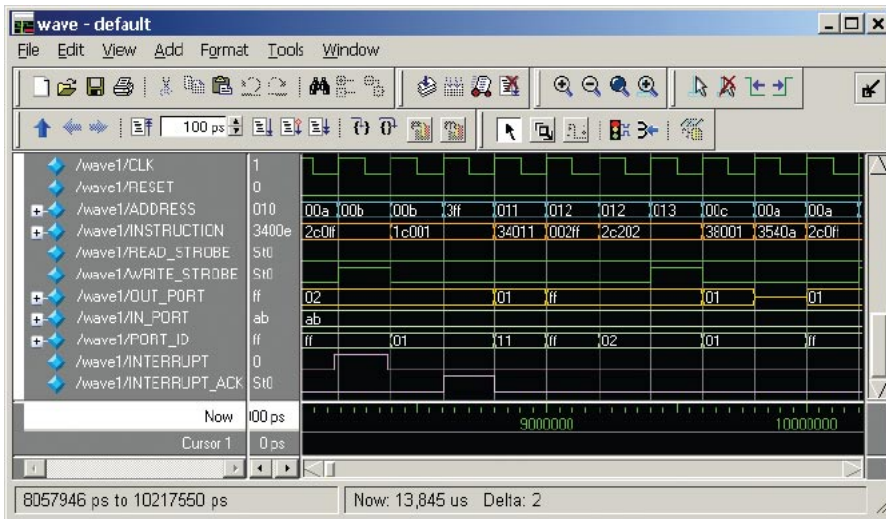 wave - default
File Edit View Add Format Tools Window
100 ps
/wave1/CLK 1
/wave1/RESET 0
/wave1/ADDRESS 010 00a 00b 00b 3ff 011 012 012 013 00c 00a 00a
/wave1/INSTRUCTION 3400e 2c0ff 1c001 34011 002ff 2c202 38001 3540a 2c0ff
/wave1/READ_STROBE St0
/wave1/WRITE_STROBE St0
/wave1/OUT_PORT ff 02 01 ff 01 01
/wave1/IN_PORT ab ab
/wave1/PORT_ID ff ff 01 11 ff 02 01 ff
/wave1/INTERRUPT 0
/wave1/INTERRUPT_ACK St0
Now 00 ps 9000000 10000000
Cursor 1 0 ps
8057946 ps to 10217550 ps Now: 13,845 us Delta: 2